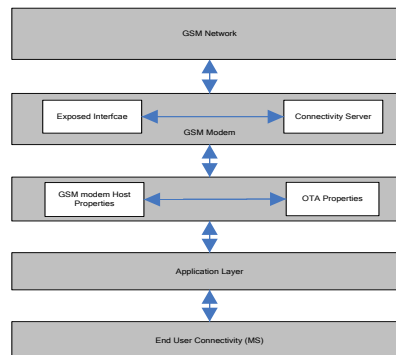 GSM Network
Exposed Interfcae
Connectivity Server
GSM Modem
GSM modem Host
Properties
OTA Properties
Application Layer
End User Connectivity (MS)